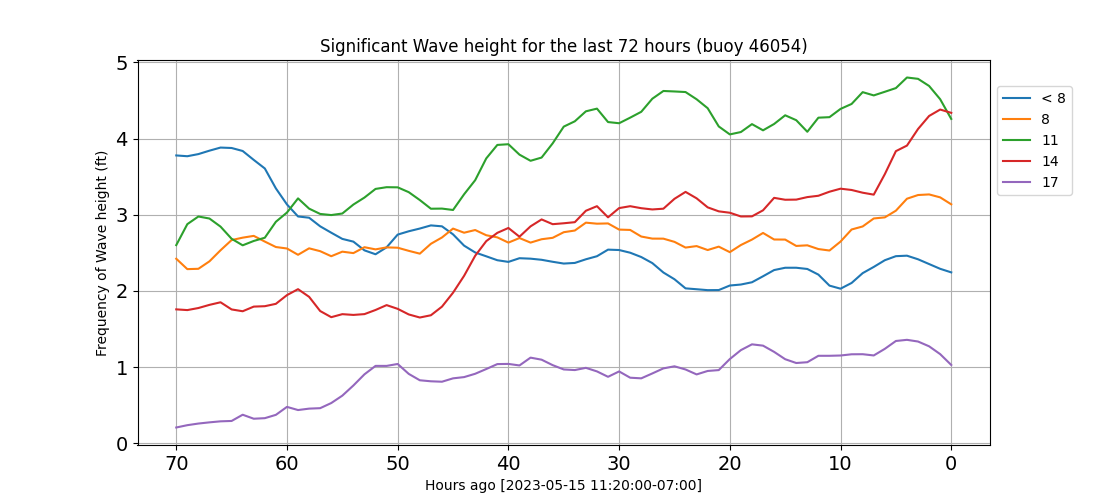 Significant Wave height for the last 72 hours (buoy 46054)
Frequency of Wave height (ft)
5
4
3
2
1
0
70 60 50 40 30 20 10 0
Hours ago [2023-05-15 11:20:00-07:00]
< 8
8
11
14
17